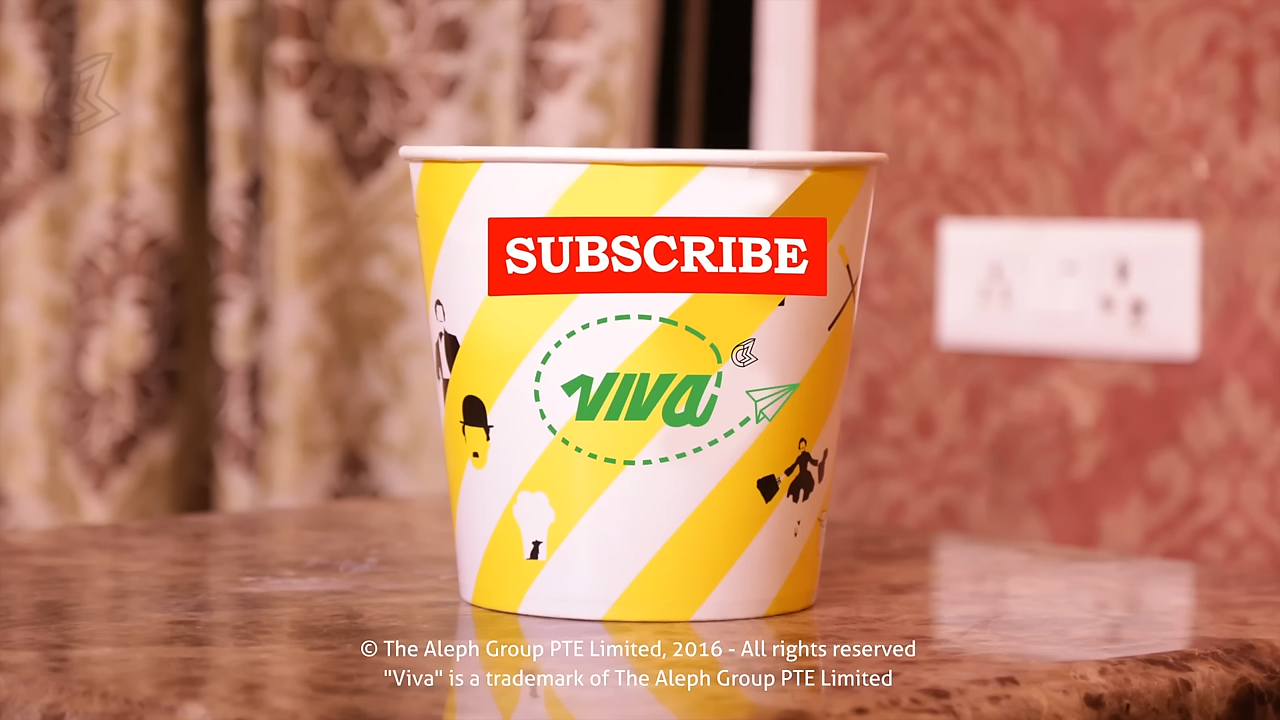 SUBSCRIBE
viva
© The Aleph Group PTE Limited, 2016 - All rights reserved
"Viva" is a trademark of The Aleph Group PTE Limited